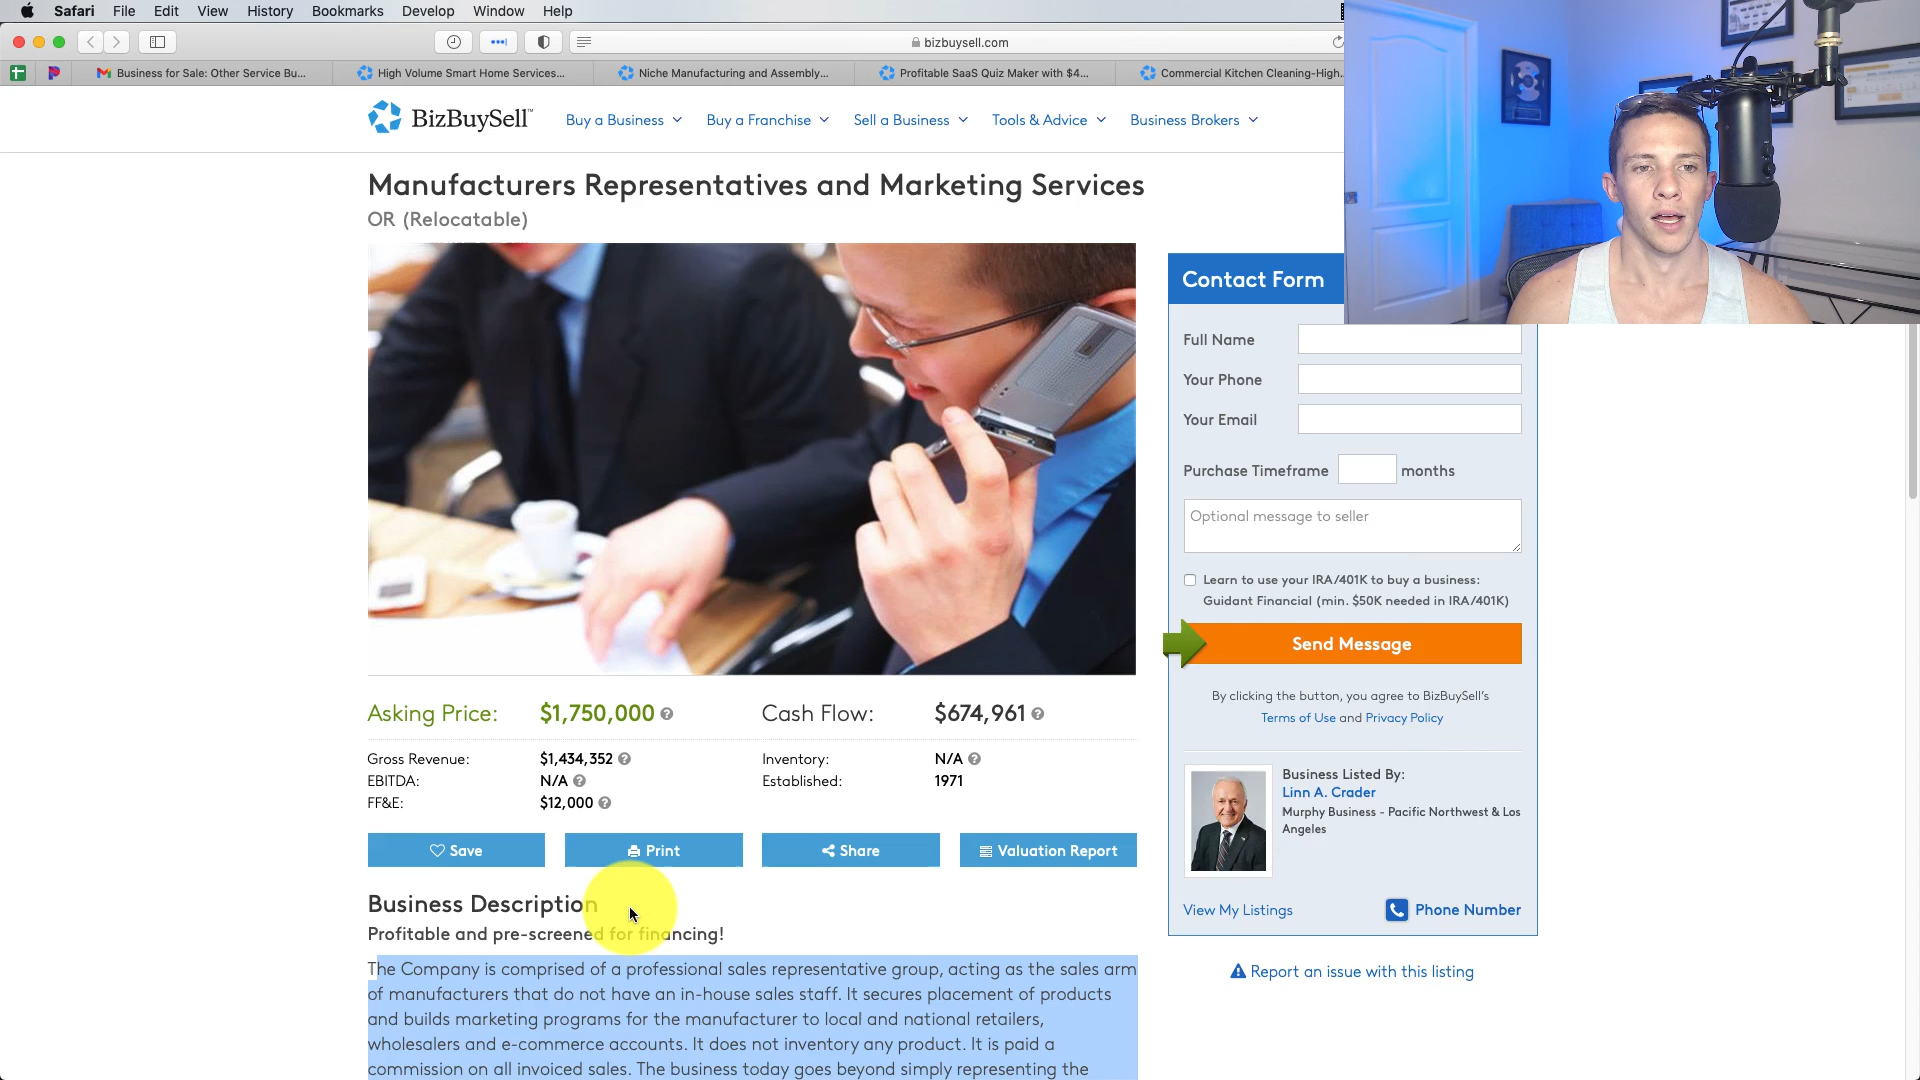 Safari File Edit View History Bookmarks Develop Window Help
bizbuysell.com
Business for Sale: Other Service Bu...
High Volume Smart Home Services...
Niche Manufacturing and Assembly...
Profitable SaaS Quiz Maker with $4...
Commercial Kitchen Cleaning-High...
BizBuySell™
Buy a Business
Buy a Franchise
Sell a Business
Tools & Advice
Business Brokers
Manufacturers Representatives and Marketing Services
OR (Relocatable)
Contact Form
Full Name
Your Phone
Your Email
Purchase Timeframe months
Optional message to seller
Learn to use your IRA/401K to buy a business:
Guidant Financial (min. $50K needed in IRA/401K)
Send Message
By clicking the button, you agree to BizBuySell's
Terms of Use and Privacy Policy
Business Listed By:
Linn A. Crader
Murphy Business - Pacific Northwest & Los
Angeles
View My Listings
Phone Number
Report an issue with this listing
Asking Price: $1,750,000
Cash Flow: $674,961
Gross Revenue: $1,434,352
EBITDA: N/A
FF&E: $12,000
Inventory: N/A
Established: 1971
Save
Print
Share
Valuation Report
Business Description
Profitable and pre-screened for financing!
The Company is comprised of a professional sales representative group, acting as the sales arm
of manufacturers that do not have an in-house sales staff. It secures placement of products
and builds marketing programs for the manufacturer to local and national retailers,
wholesalers and e-commerce accounts. It does not inventory any product. It is paid a
commission on all invoiced sales. The business today goes beyond simply representing the